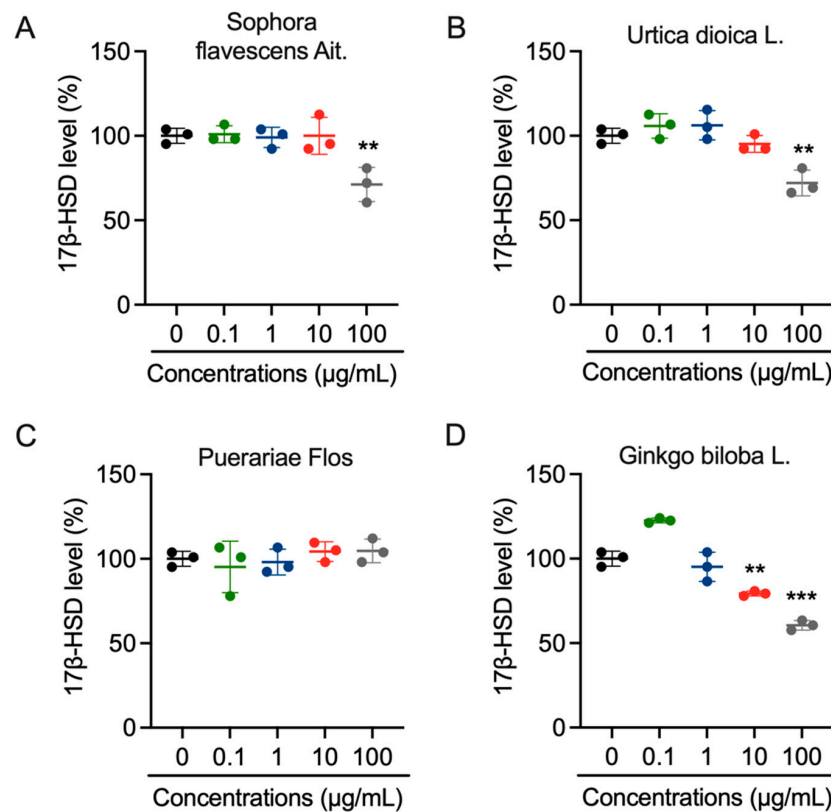 A
Sophora
flavescens Ait.
17β-HSD level (%)
150
100
50
0
**
0 0.1 1 10 100
Concentrations (μg/mL)
B
Urtica dioica L.
17β-HSD level (%)
150
100
50
0
**
0 0.1 1 10 100
Concentrations (μg/mL)
C
Puerariae Flos
17β-HSD level (%)
150
100
50
0
0 0.1 1 10 100
Concentrations (μg/mL)
D
Ginkgo biloba L.
17β-HSD level (%)
150
100
50
0
**
***
0 0.1 1 10 100
Concentrations (μg/mL)